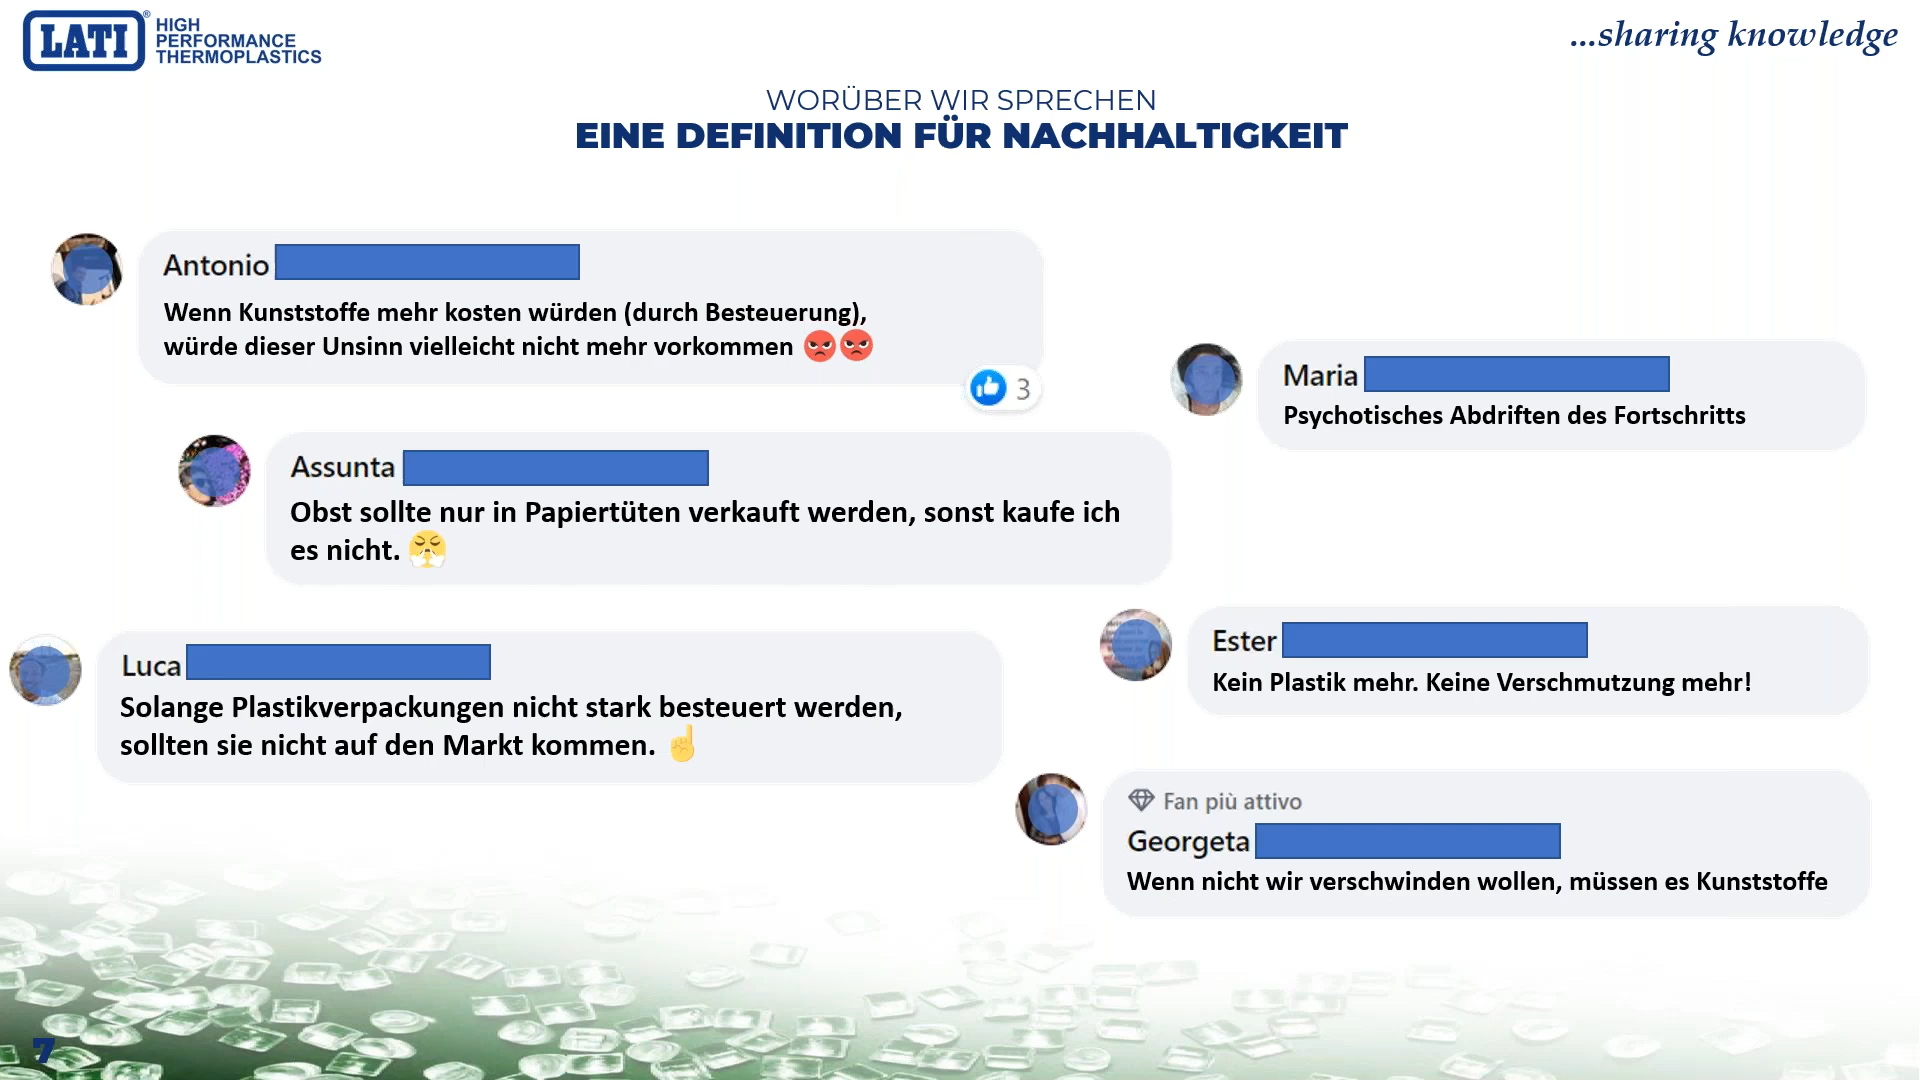 LATI®
HIGH
PERFORMANCE
THERMOPLASTICS
...sharing knowledge
WORÜBER WIR SPRECHEN
EINE DEFINITION FÜR NACHHALTIGKEIT
Antonio
Wenn Kunststoffe mehr kosten würden (durch Besteuerung),
würde dieser Unsinn vielleicht nicht mehr vorkommen 😡😡
3
Maria
Psychotisches Abdriften des Fortschritts
Assunta
Obst sollte nur in Papiertüten verkauft werden, sonst kaufe ich
es nicht. 😤
Ester
Kein Plastik mehr. Keine Verschmutzung mehr!
Luca
Solange Plastikverpackungen nicht stark besteuert werden,
sollten sie nicht auf den Markt kommen. ☝
Fan più attivo
Georgeta
Wenn nicht wir verschwinden wollen, müssen es Kunststoffe
7